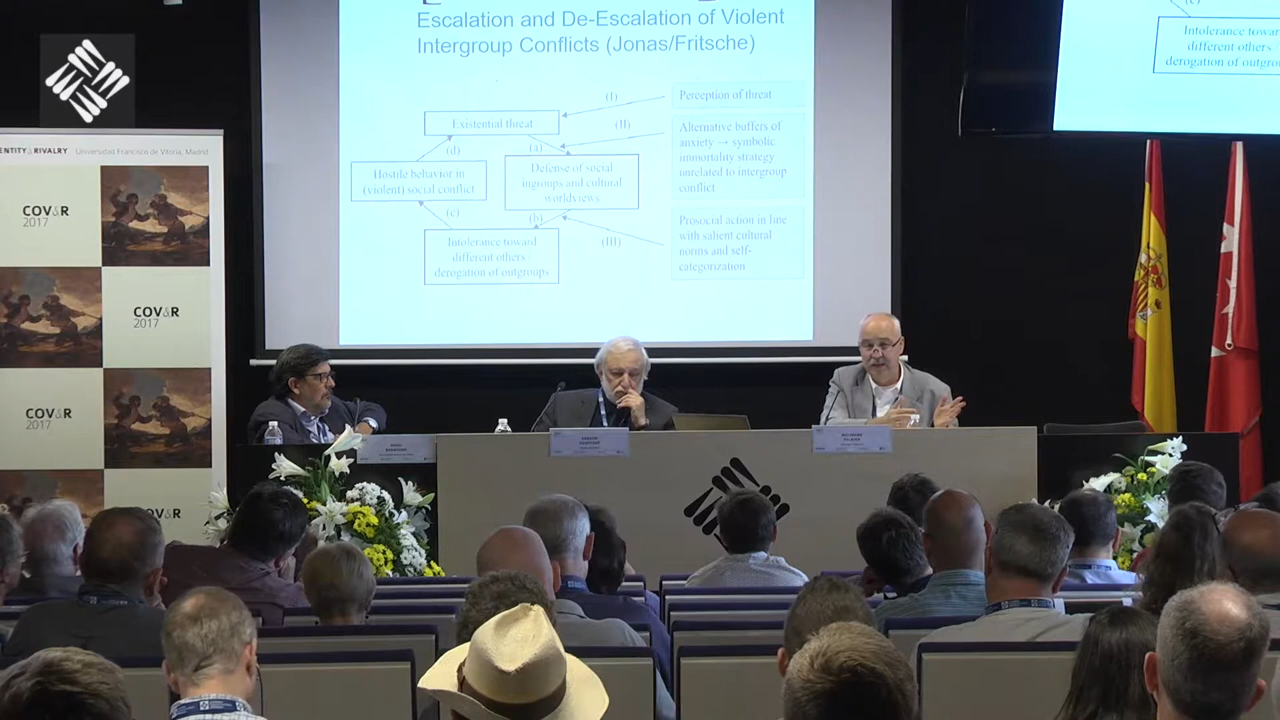 Escalation and De-Escalation of Violent
Intergroup Conflicts (Jonas/Fritsche)
(I)
Perception of threat
Existential threat
(II)
Alternative buffers of
anxiety → symbolic
immortality strategy
unrelated to intergroup
conflict
(d)
(a)
Hostile behavior in
(violent) social conflict
Defense of social
ingroups and cultural
worldviews
(c)
(b)
(III)
Prosocial action in line
with salient cultural
norms and self-
categorization
Intolerance toward
different others
derogation of outgroups
(c)
Intolerance towar
different others
derogation of outgrou
ENTITY & RIVALRY Universidad Francisco de Vitoria, Madrid
COV&R
2017
COV&R
2017
COV&R
2017
OV&R